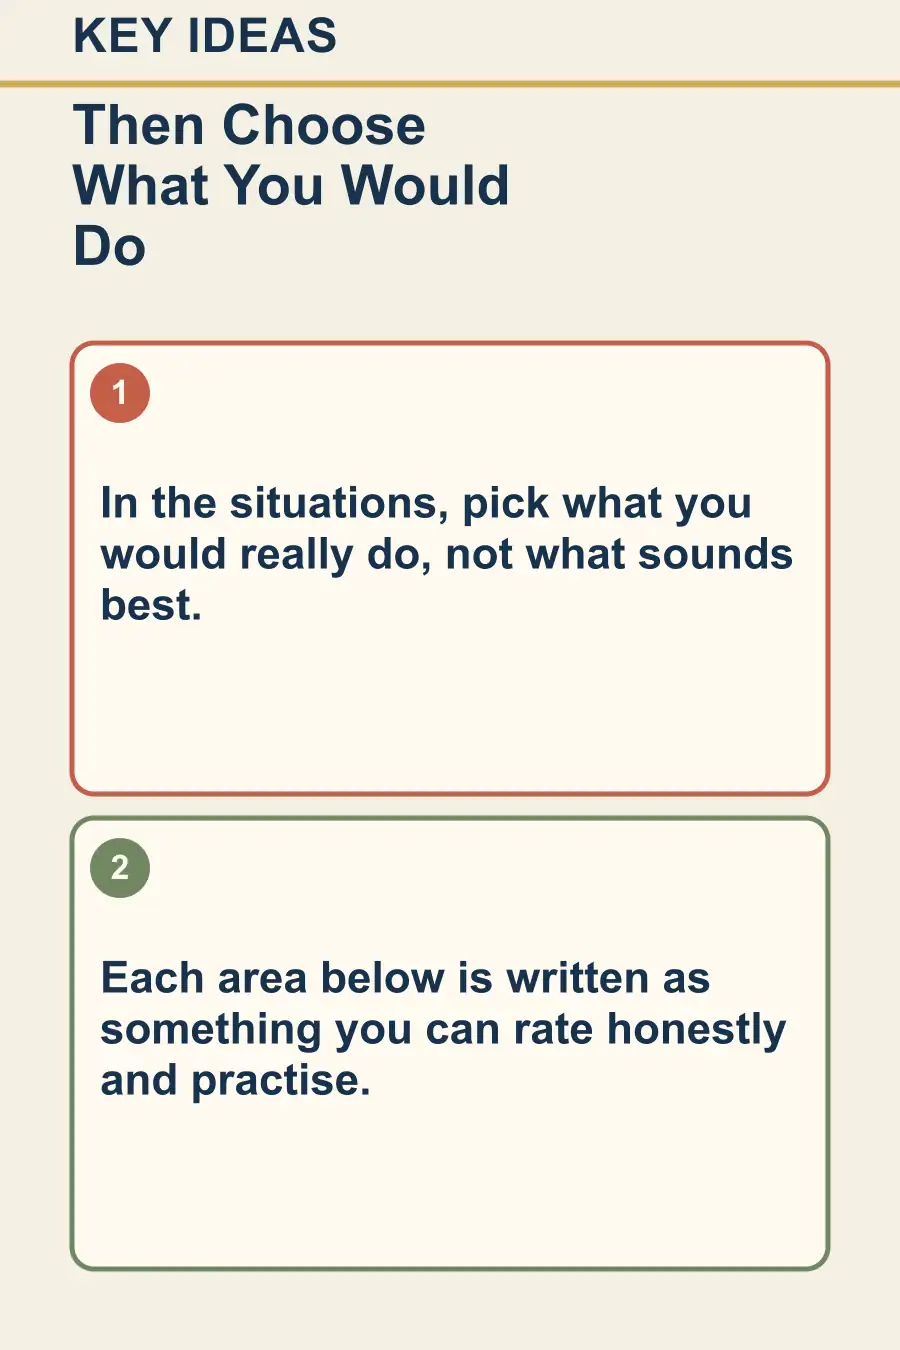 KEY IDEAS
Then Choose
What You Would
Do
1
In the situations, pick what you
would really do, not what sounds
best.
2
Each area below is written as
something you can rate honestly
and practise.